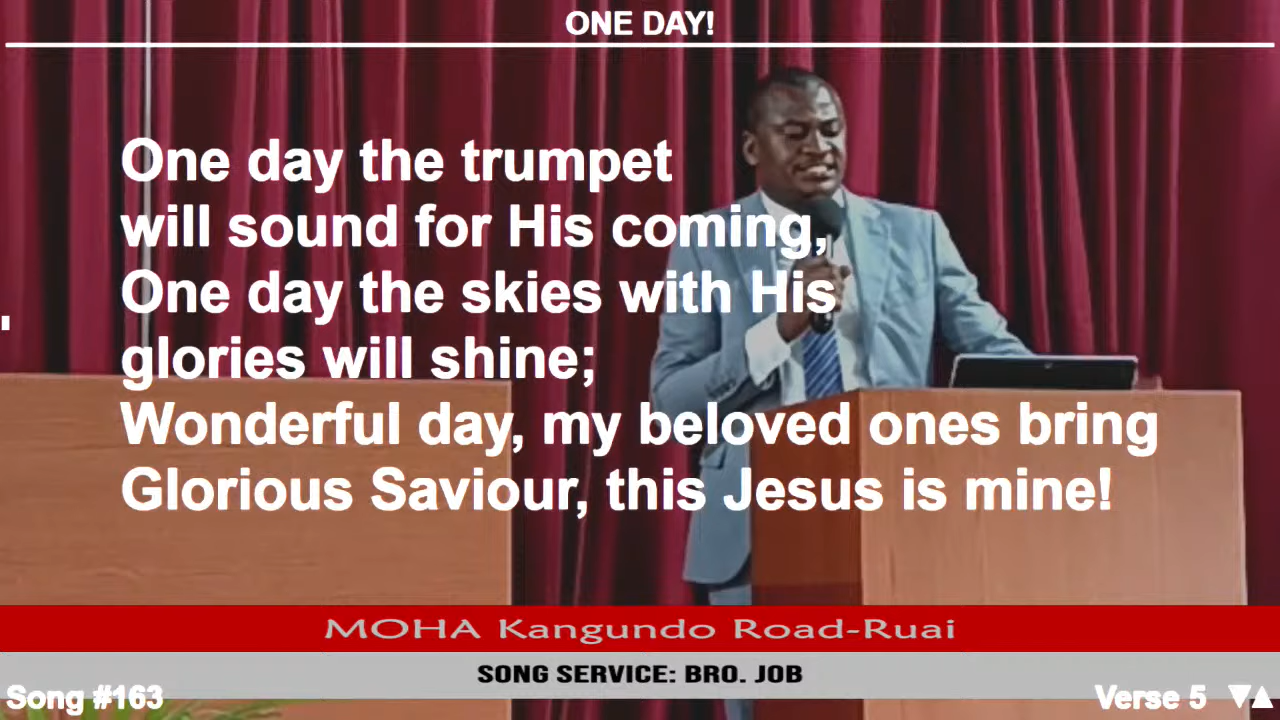 ONE DAY!
One day the trumpet
will sound for His coming,
One day the skies with His
glories will shine;
Wonderful day, my beloved ones bring
Glorious Saviour, this Jesus is mine!
MOHA Kangundo Road-Ruai
SONG SERVICE: BRO. JOB
Song #163
Verse 5 ▼▲